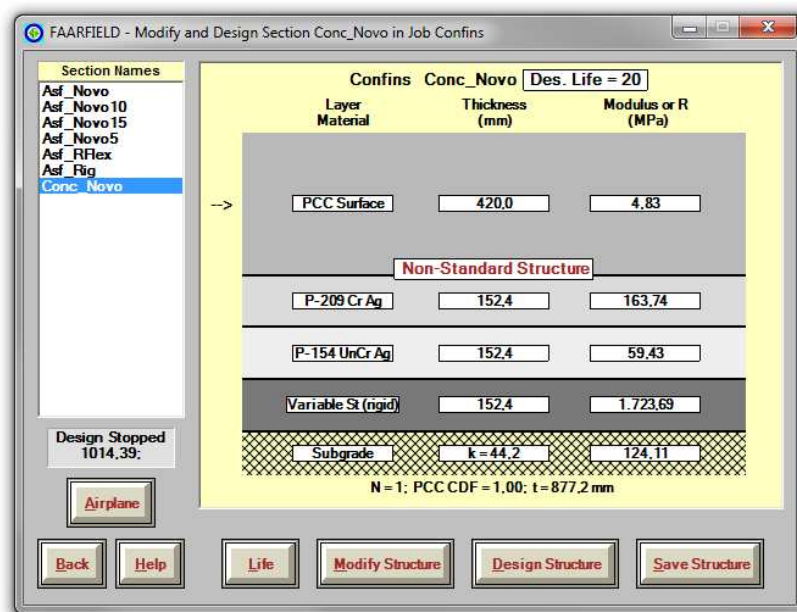 FAARFIELD - Modify and Design Section Conc_Novo in Job Confins
Section Names
Asf_Novo
Asf_Novo10
Asf_Novo15
Asf_Novo5
Asf_RFlex
Asf_Rig
Conc_Novo
Design Stopped
1014,39;
Airplane
Back Help
Confins Conc_Novo Des. Life = 20
Layer Material Thickness (mm) Modulus or R (MPa)
--> PCC Surface 420,0 4,83
Non-Standard Structure
P-209 Cr Ag 152,4 163,74
P-154 UnCr Ag 152,4 59,43
Variable St (rigid) 152,4 1.723,69
Subgrade k = 44,2 124,11
N = 1; PCC CDF = 1,00; t = 877,2 mm
Life Modify Structure Design Structure Save Structure